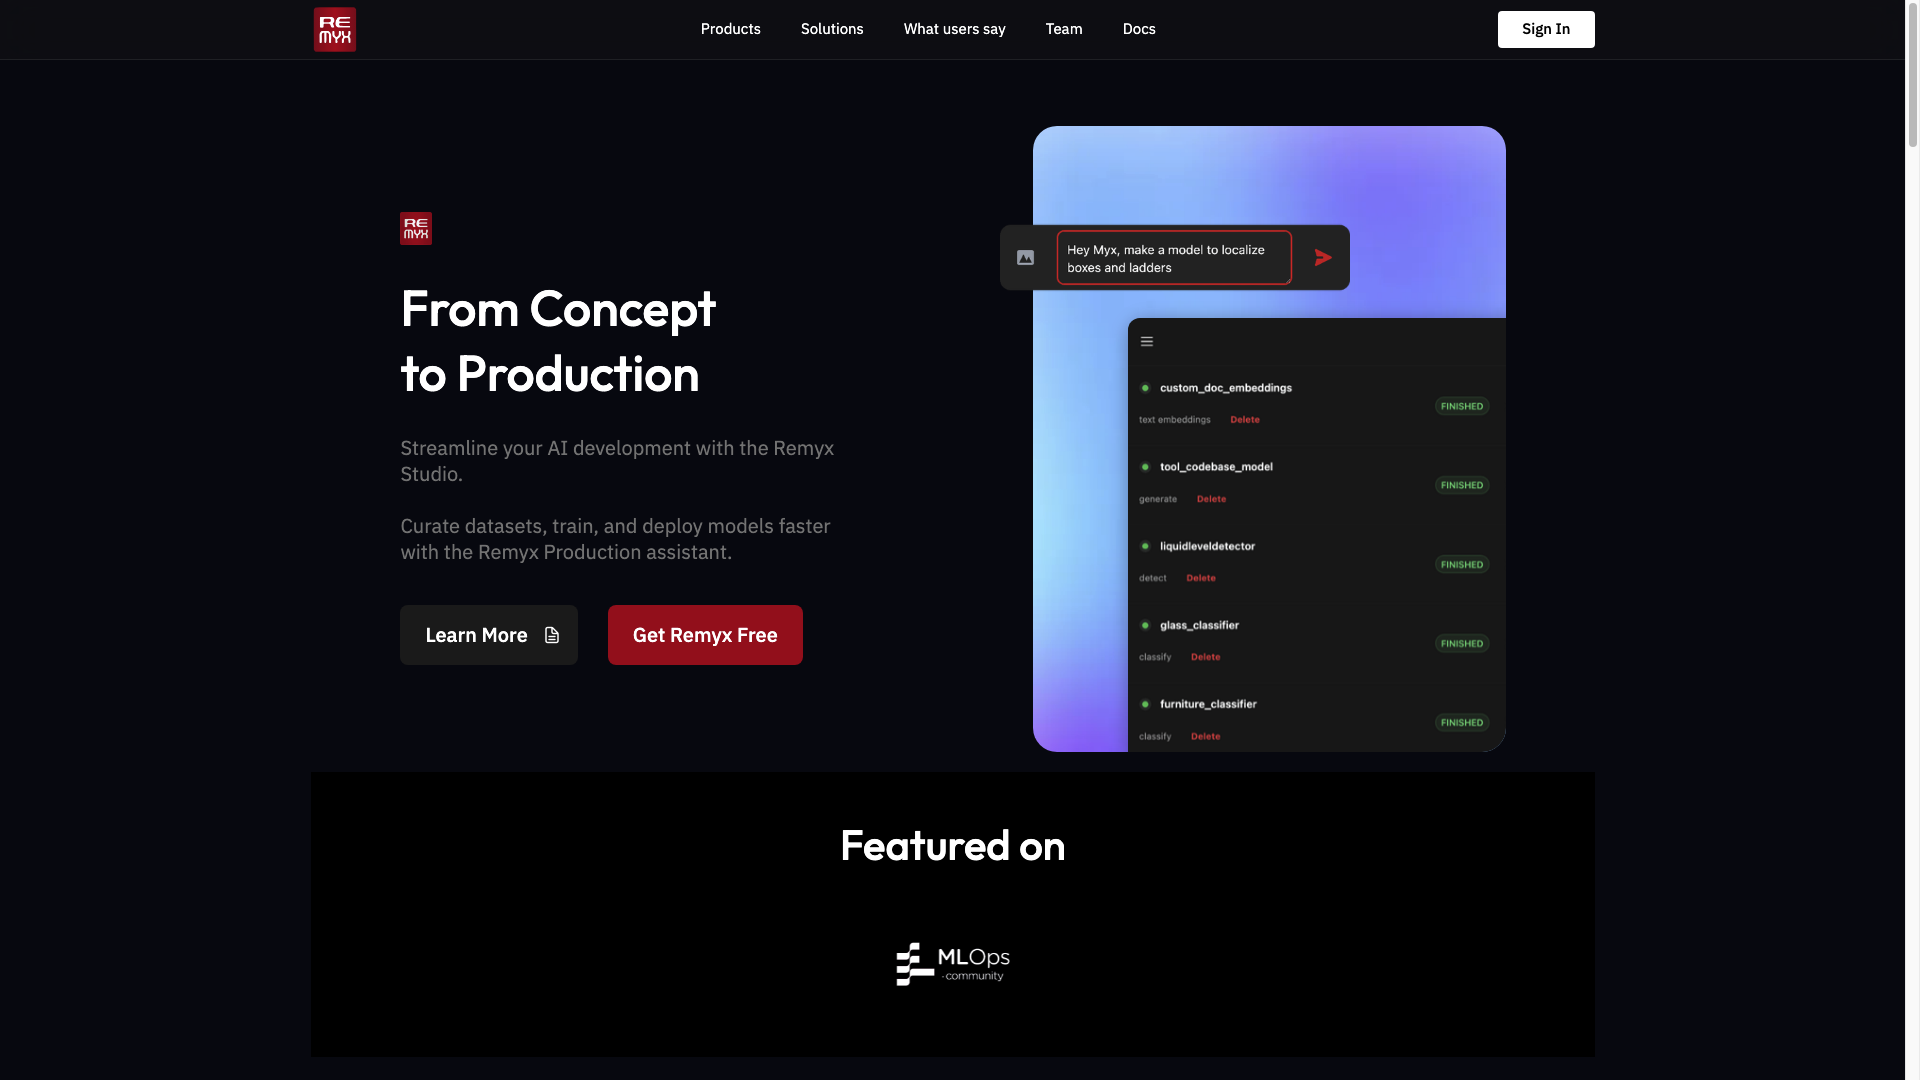 RE
MYX
Products
Solutions
What users say
Team
Docs
Sign In
RE
MYX
From Concept
to Production
Streamline your AI development with the Remyx
Studio.
Curate datasets, train, and deploy models faster
with the Remyx Production assistant.
Learn More
Get Remyx Free
Hey Myx, make a model to localize
boxes and ladders
custom_doc_embeddings
FINISHED
text embeddings Delete
tool_codebase_model
FINISHED
generate Delete
liquidleveldetector
FINISHED
detect Delete
glass_classifier
FINISHED
classify Delete
furniture_classifier
FINISHED
classify Delete
Featured on
MLOps
.community